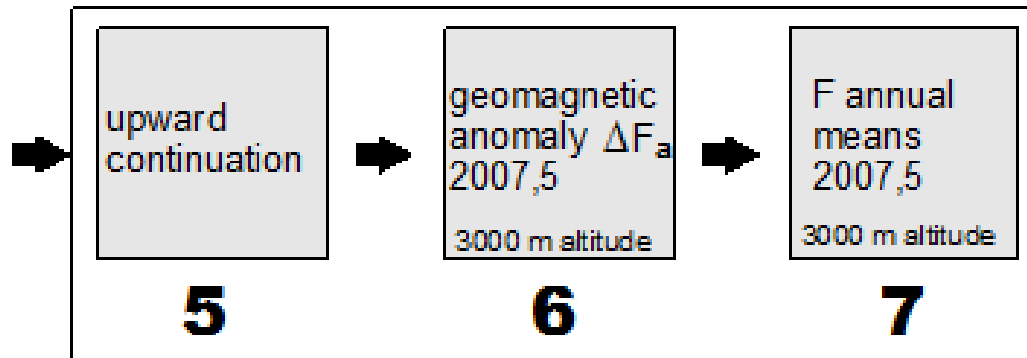 upward
continuation
5
geomagnetic
anomaly ΔFa
2007,5
3000 m altitude
6
F annual
means
2007,5
3000 m altitude
7